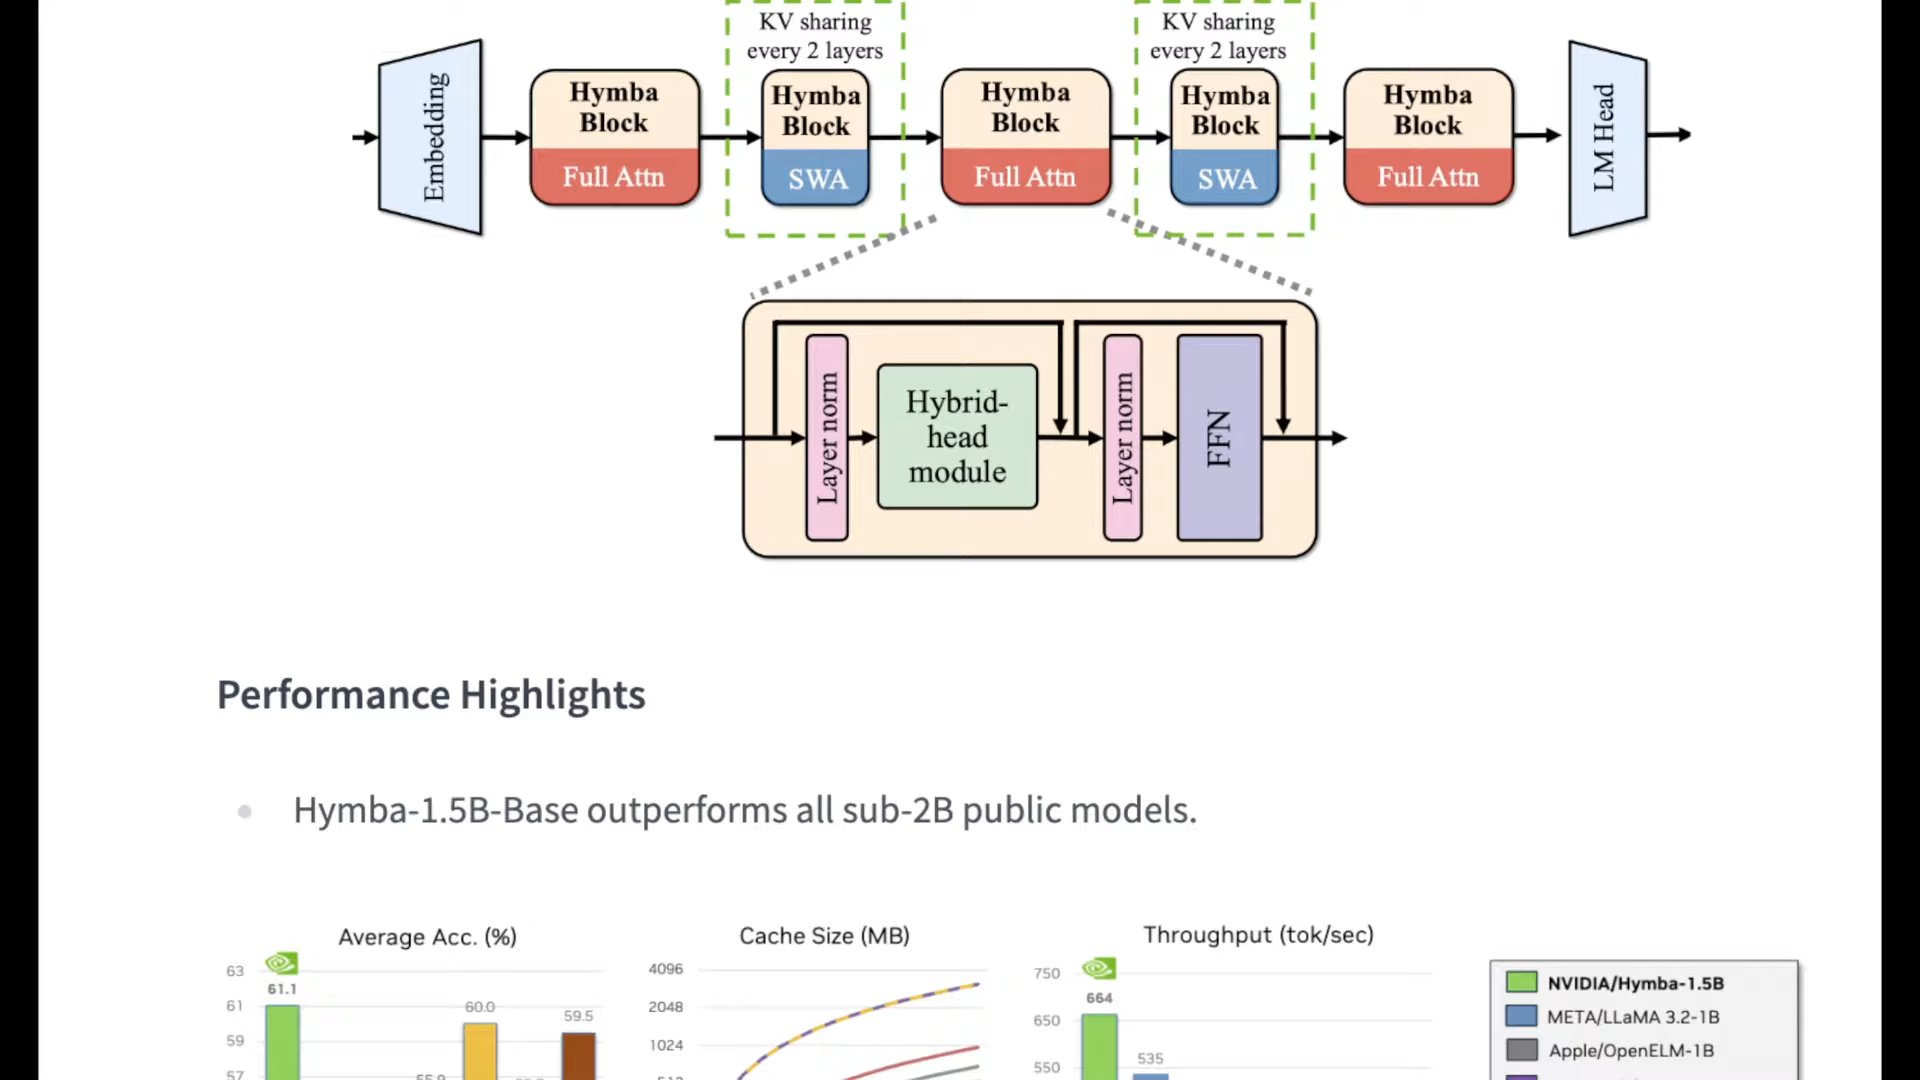 KV sharing
every 2 layers
KV sharing
every 2 layers
Embedding
Hymba
Block
Full Attn
Hymba
Block
SWA
Hymba
Block
Full Attn
Hymba
Block
SWA
Hymba
Block
Full Attn
LM Head
Layer norm
Hybrid-
head
module
Layer norm
FFN
Performance Highlights
Hymba-1.5B-Base outperforms all sub-2B public models.
Average Acc. (%)
63
61.1
61
60.0
59.5
59
57
Cache Size (MB)
4096
2048
1024
Throughput (tok/sec)
750
664
650
535
550
NVIDIA/Hymba-1.5B
META/LLaMA 3.2-1B
Apple/OpenELM-1B